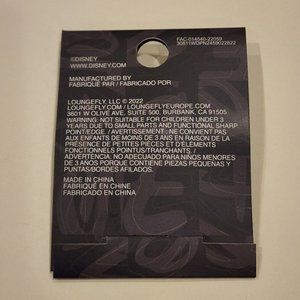 FAC-014540-22059
30811WDPN2459022822
©DISNEY
WWW.DISNEY.COM
MANUFACTURED BY
FABRIQUÉ PAR / FABRICADO POR
LOUNGEFLY, LLC © 2022
LOUNGEFLY.COM / LOUNGEFLYEUROPE.COM
3601 W OLIVE AVE, SUITE 500, BURBANK, CA 91505
WARNING: NOT SUITABLE FOR CHILDREN UNDER 3
YEARS DUE TO SMALL PARTS AND FUNCTIONAL SHARP
POINT/EDGE / AVERTISSEMENT: NE CONVIENT PAS
AUX ENFANTS DE MOINS DE 3 ANS EN RAISON DE LA
PRÉSENCE DE PETITES PIÈCES ET D'ÉLÉMENTS
FONCTIONNELS POINTUS/TRANCHANTS. /
ADVERTENCIA: NO ADECUADO PARA NIÑOS MENORES
DE 3 AÑOS PORQUE CONTIENE PIEZAS PEQUEÑAS Y
PUNTAS/BORDES AFILADOS.
MADE IN CHINA
FABRIQUÉ EN CHINE
FABRICADO EN CHINA